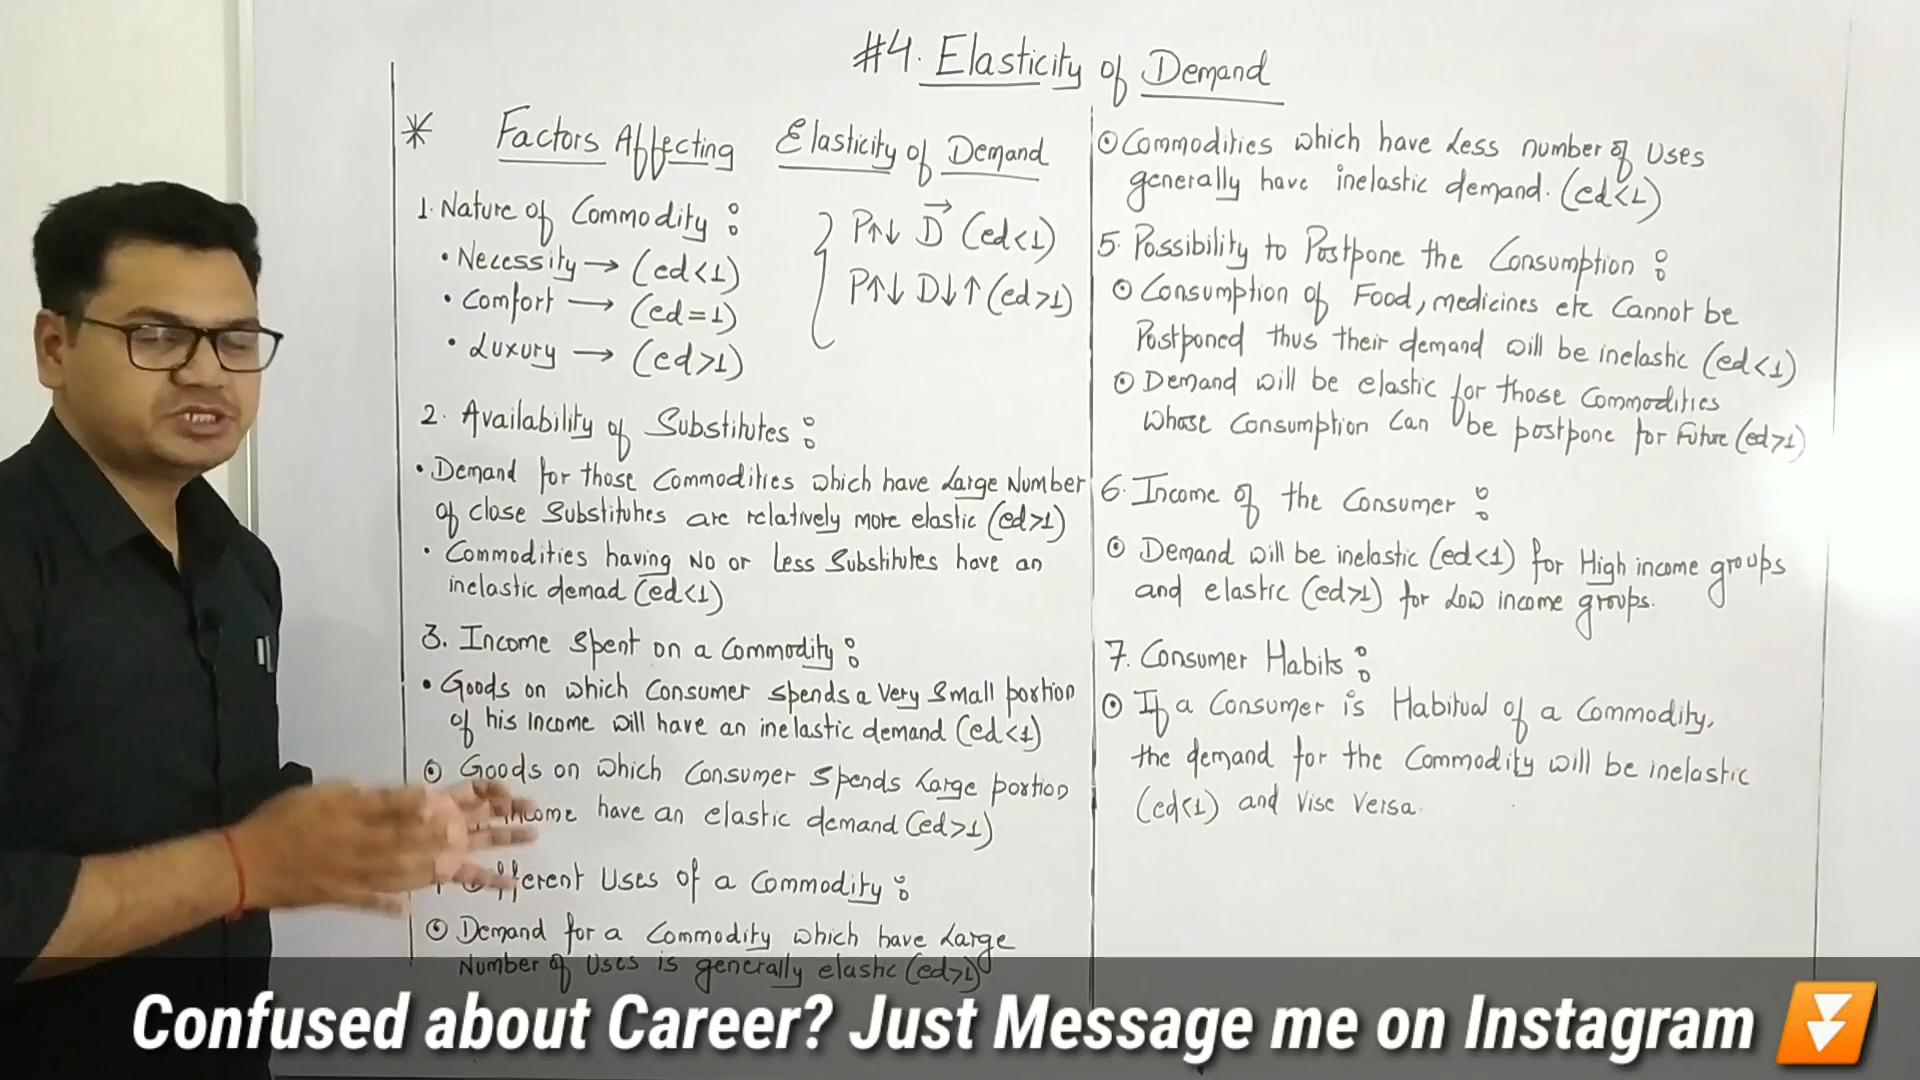 #4. Elasticity of Demand
* Factors Affecting Elasticity of Demand
1. Nature of Commodity :
• Necessity → (ed<1)
• Comfort → (ed=1)
• Luxury → (ed>1)
P↑↓ D→ (ed<1)
P↑↓ D↓↑ (ed>1)
2. Availability of Substitutes :
• Demand for those Commodities which have Large Number
of close Substitutes are relatively more elastic (ed>1)
• Commodities having No or Less Substitutes have an
inelastic demad (ed<1)
3. Income Spent on a Commodity :
• Goods on which Consumer spends a very Small portion
of his Income will have an inelastic demand (ed<1)
⊙ Goods on which Consumer Spends Large portion
income have an elastic demand (ed>1)
Different Uses of a Commodity :
⊙ Demand for a Commodity which have Large
Number of Uses is generally elastic (ed>1)
⊙ Commodities which have Less number of Uses
generally have inelastic demand. (ed<1)
5. Possibility to Postpone the Consumption :
⊙ Consumption of Food, medicines etc Cannot be
Postponed thus their demand will be inelastic (ed<1)
⊙ Demand will be elastic for those Commodities
whose Consumption Can be postpone for Future (ed>1)
6. Income of the Consumer :
⊙ Demand will be inelastic (ed<1) for High income groups
and elastic (ed>1) for Low income groups.
7. Consumer Habits :
⊙ If a Consumer is Habitual of a Commodity,
the demand for the Commodity will be inelastic
(ed<1) and Vise Versa.
Confused about Career? Just Message me on Instagram